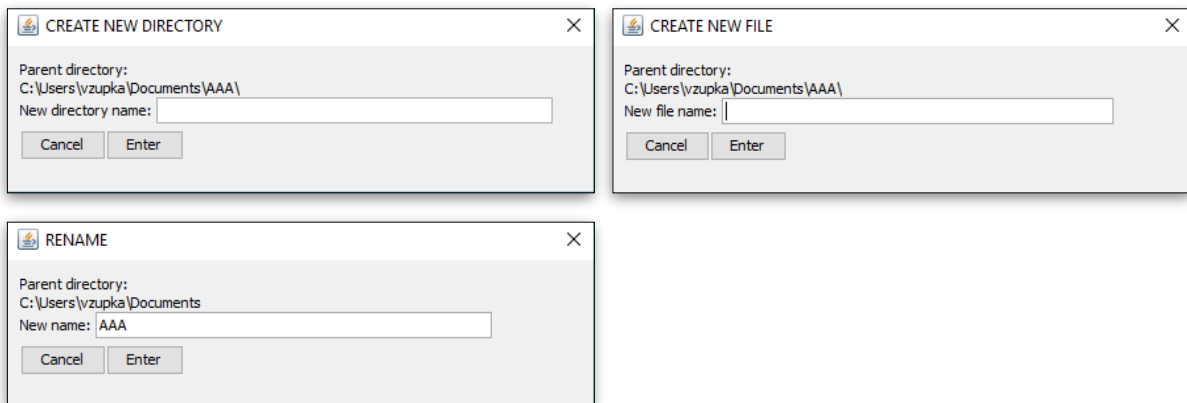 CREATE NEW DIRECTORY
Parent directory:
C:\Users\vzupka\Documents\AAA\
New directory name:
Cancel Enter
CREATE NEW FILE
Parent directory:
C:\Users\vzupka\Documents\AAA\
New file name:
Cancel Enter
RENAME
Parent directory:
C:\Users\vzupka\Documents
New name: AAA
Cancel Enter